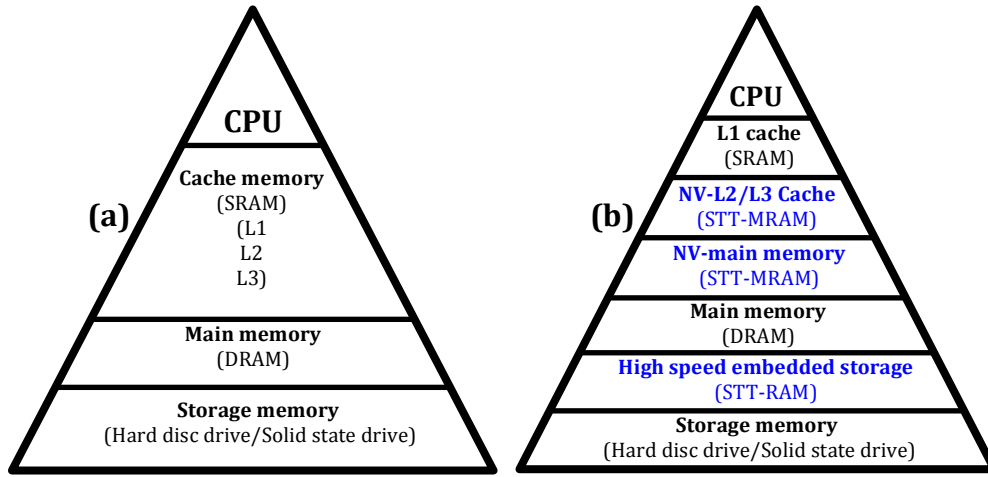 (a)
CPU
Cache memory
(SRAM)
(L1
L2
L3)
Main memory
(DRAM)
Storage memory
(Hard disc drive/Solid state drive)
(b)
CPU
L1 cache
(SRAM)
NV-L2/L3 Cache
(STT-MRAM)
NV-main memory
(STT-MRAM)
Main memory
(DRAM)
High speed embedded storage
(STT-RAM)
Storage memory
(Hard disc drive/Solid state drive)